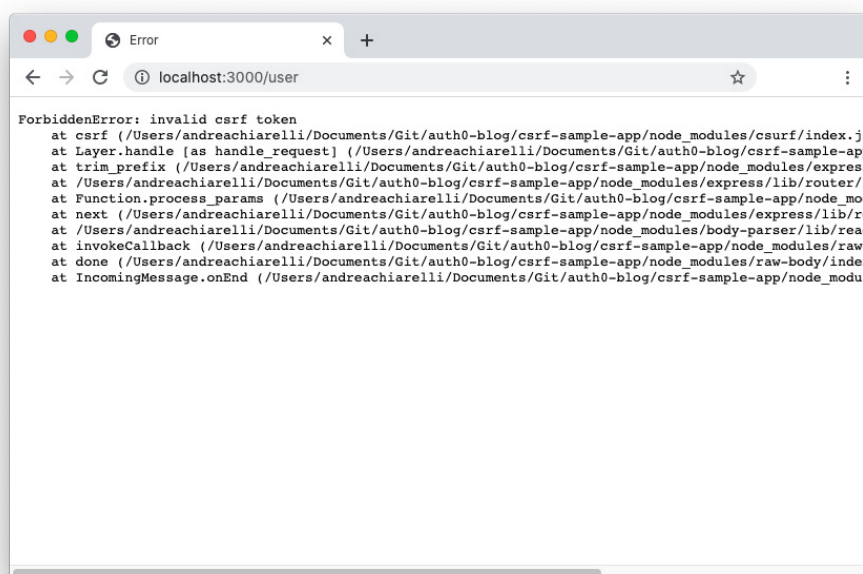 Error
localhost:3000/user
ForbiddenError: invalid csrf token
at csrf (/Users/andreachiarelli/Documents/Git/auth0-blog/csrf-sample-app/node_modules/csurf/index.j
at Layer.handle [as handle_request] (/Users/andreachiarelli/Documents/Git/auth0-blog/csrf-sample-ap
at trim_prefix (/Users/andreachiarelli/Documents/Git/auth0-blog/csrf-sample-app/node_modules/expres
at /Users/andreachiarelli/Documents/Git/auth0-blog/csrf-sample-app/node_modules/express/lib/router/
at Function.process_params (/Users/andreachiarelli/Documents/Git/auth0-blog/csrf-sample-app/node_mo
at next (/Users/andreachiarelli/Documents/Git/auth0-blog/csrf-sample-app/node_modules/express/lib/r
at /Users/andreachiarelli/Documents/Git/auth0-blog/csrf-sample-app/node_modules/body-parser/lib/rea
at invokeCallback (/Users/andreachiarelli/Documents/Git/auth0-blog/csrf-sample-app/node_modules/raw
at done (/Users/andreachiarelli/Documents/Git/auth0-blog/csrf-sample-app/node_modules/raw-body/inde
at IncomingMessage.onEnd (/Users/andreachiarelli/Documents/Git/auth0-blog/csrf-sample-app/node_modu